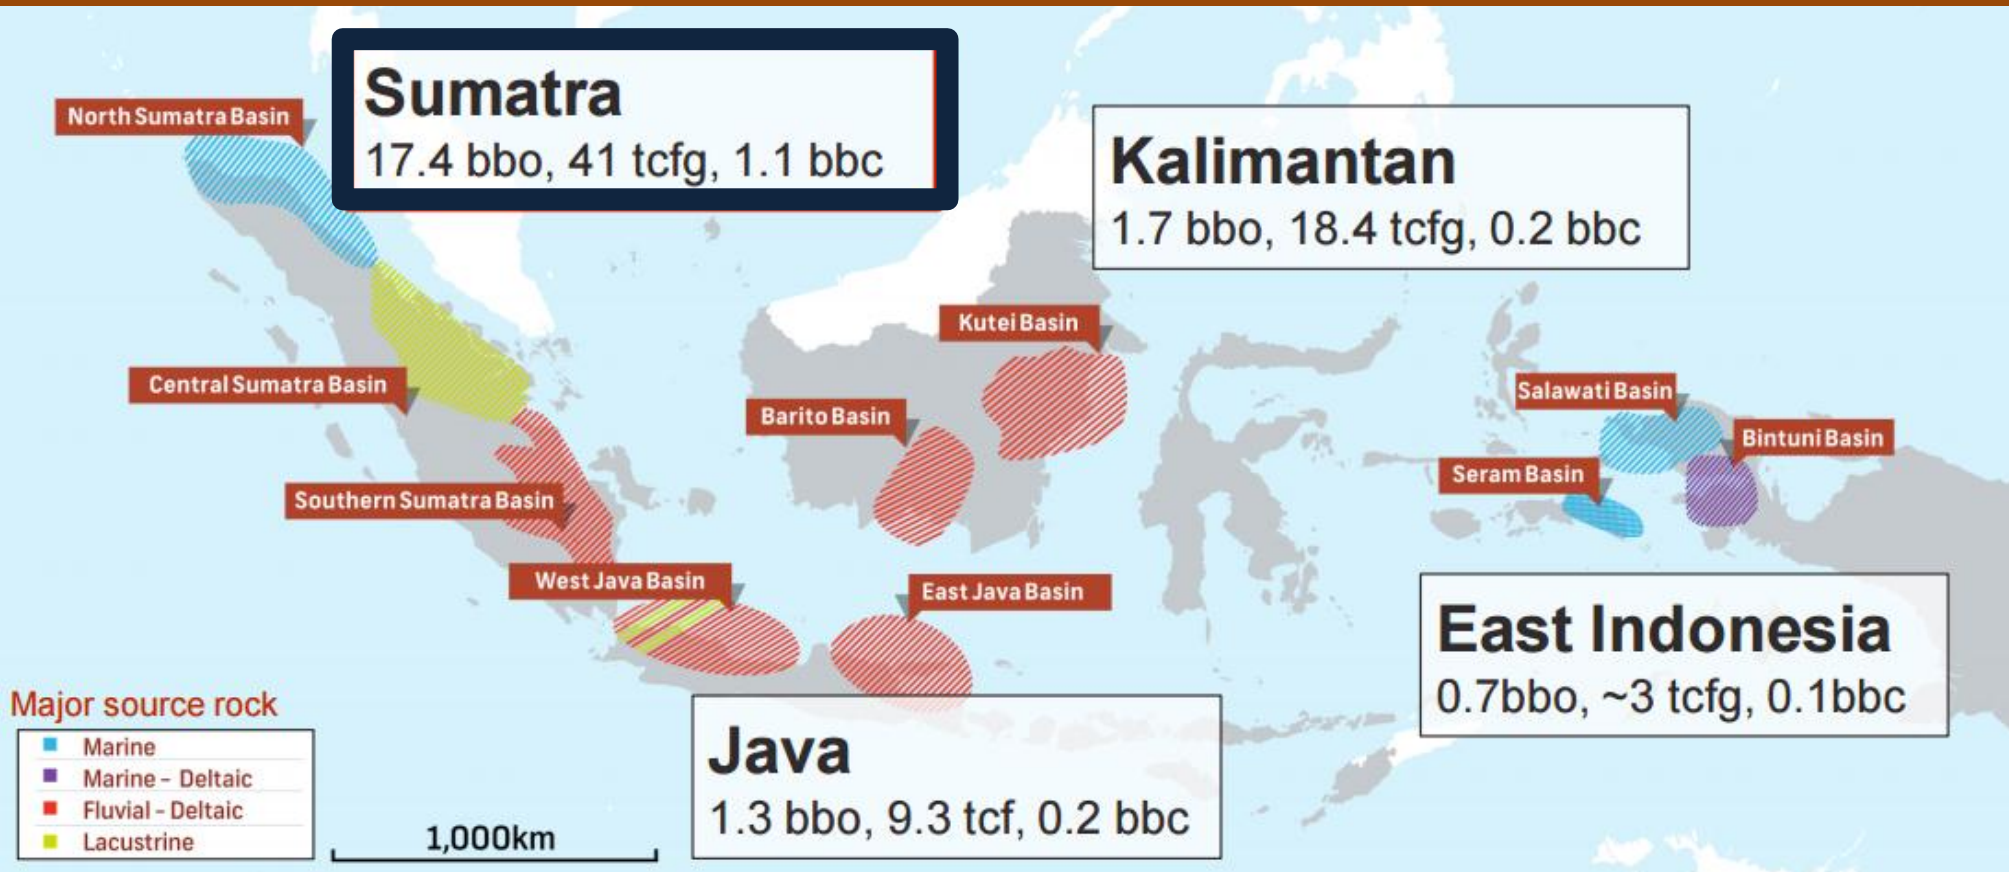 Sumatra
17.4 bbo, 41 tcfg, 1.1 bbc
North Sumatra Basin
Kalimantan
1.7 bbo, 18.4 tcfg, 0.2 bbc
Kutei Basin
Central Sumatra Basin
Barito Basin
Salawati Basin
Bintuni Basin
Seram Basin
Southern Sumatra Basin
West Java Basin
East Java Basin
East Indonesia
0.7bbo, ~3 tcfg, 0.1bbc
Java
1.3 bbo, 9.3 tcf, 0.2 bbc
Major source rock
Marine
Marine - Deltaic
Fluvial - Deltaic
Lacustrine
1,000km